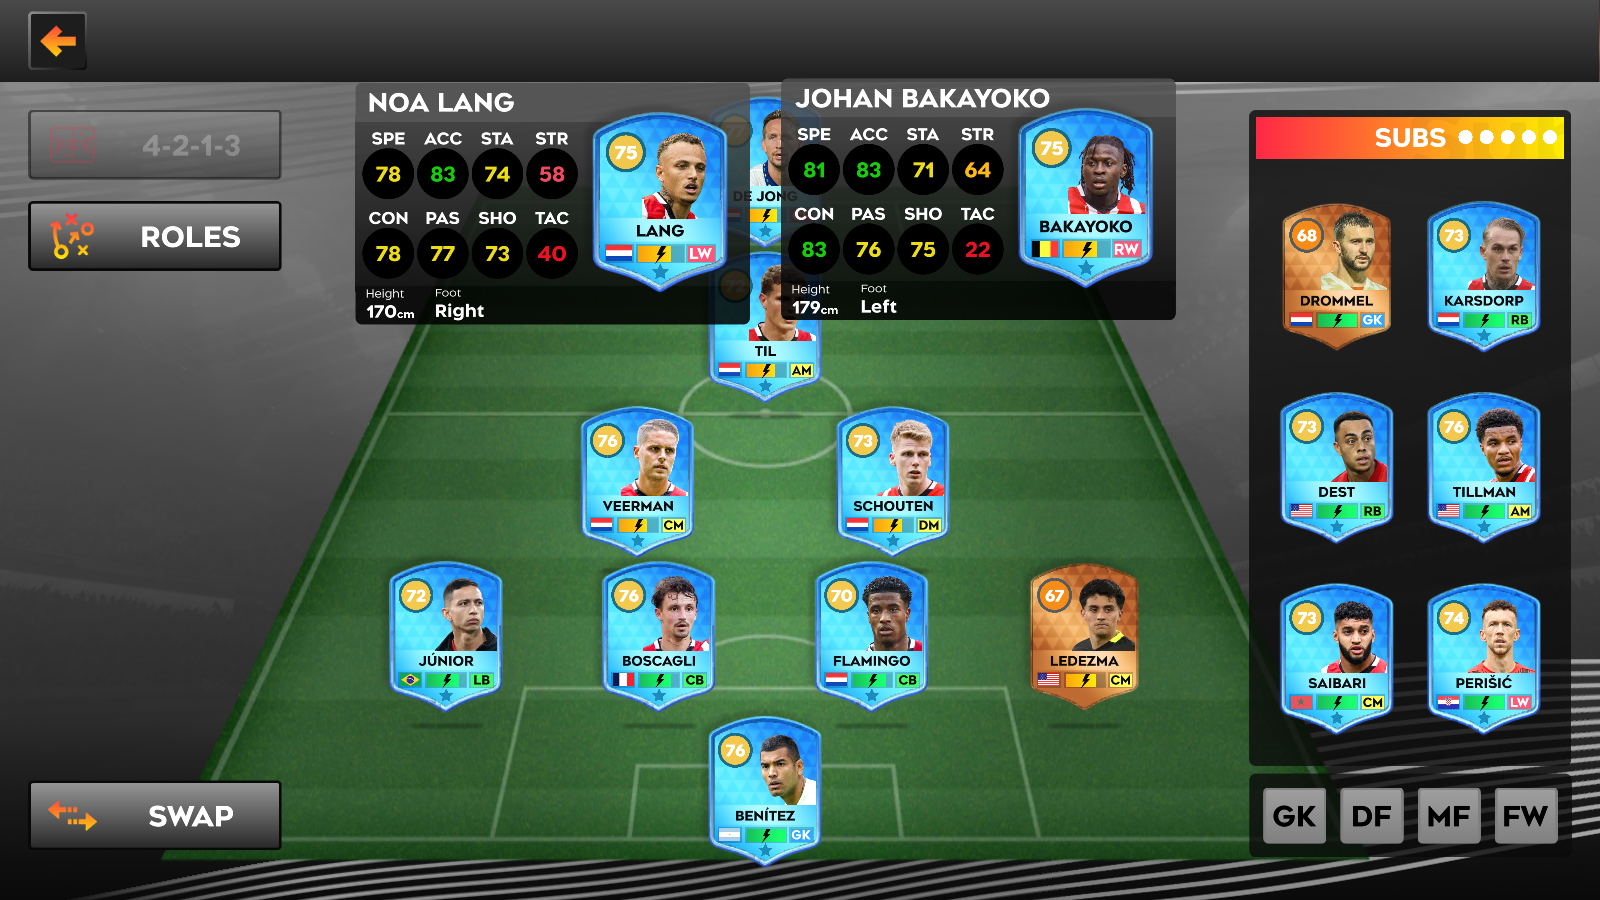 4-2-1-3
ROLES
SWAP
NOA LANG
SPE ACC STA STR
78 83 74 58
CON PAS SHO TAC
78 77 73 40
Height Foot
170cm Right
75
LANG
LW
DE JONG
JOHAN BAKAYOKO
SPE ACC STA STR
81 83 71 64
CON PAS SHO TAC
83 76 75 22
Height Foot
179cm Left
75
BAKAYOKO
RW
TIL
AM
76
VEERMAN
CM
73
SCHOUTEN
DM
72
JÚNIOR
LB
76
BOSCAGLI
CB
70
FLAMINGO
CB
67
LEDEZMA
CM
76
BENÍTEZ
GK
SUBS
68
DROMMEL
GK
73
KARSDORP
RB
73
DEST
RB
76
TILLMAN
AM
73
SAIBARI
CM
74
PERIŠIĆ
LW
GK DF MF FW